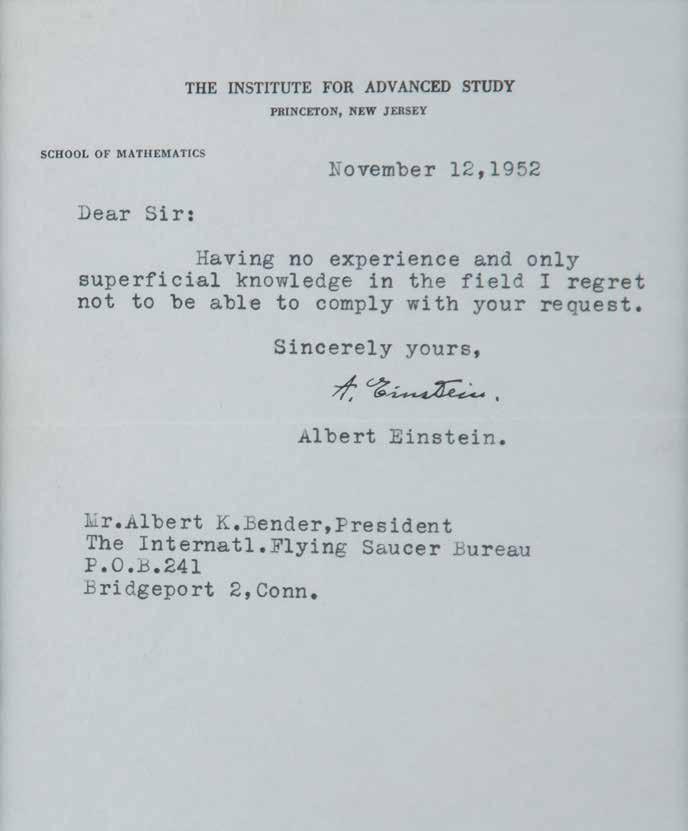 THE INSTITUTE FOR ADVANCED STUDY
PRINCETON, NEW JERSEY
SCHOOL OF MATHEMATICS
November 12,1952
Dear Sir:
Having no experience and only
superficial knowledge in the field I regret
not to be able to comply with your request.
Sincerely yours,
A. Einstein.
Albert Einstein.
Mr.Albert K.Bender,President
The Internatl.Flying Saucer Bureau
P.O.B.241
Bridgeport 2,Conn.